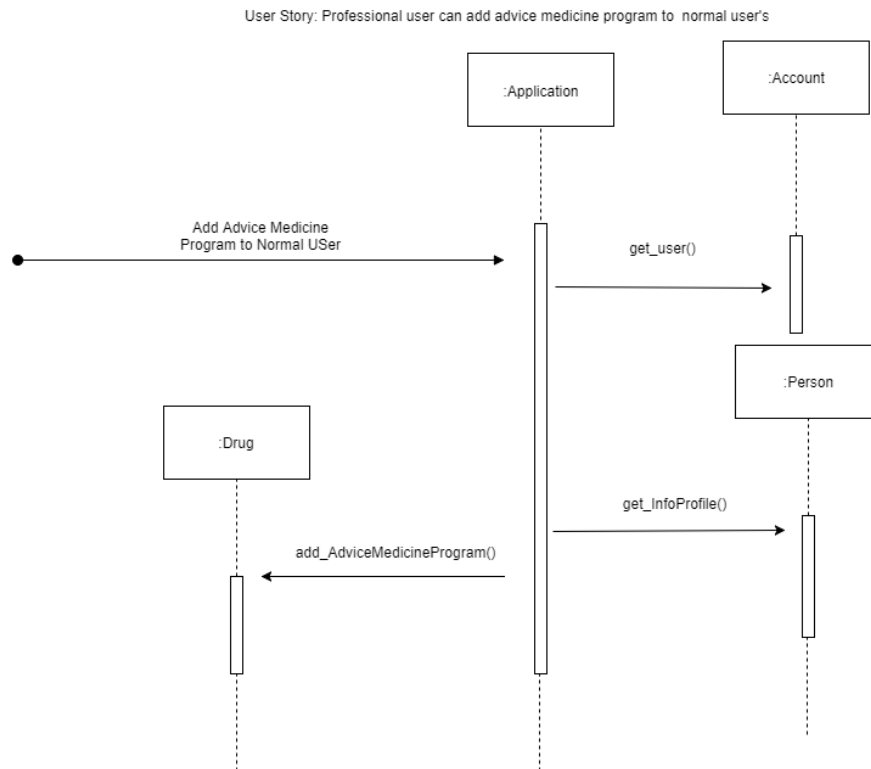 User Story: Professional user can add advice medicine program to  normal user's
:Application
:Account
Add Advice Medicine
Program to Normal USer
get_user()
:Person
:Drug
get_InfoProfile()
add_AdviceMedicineProgram()